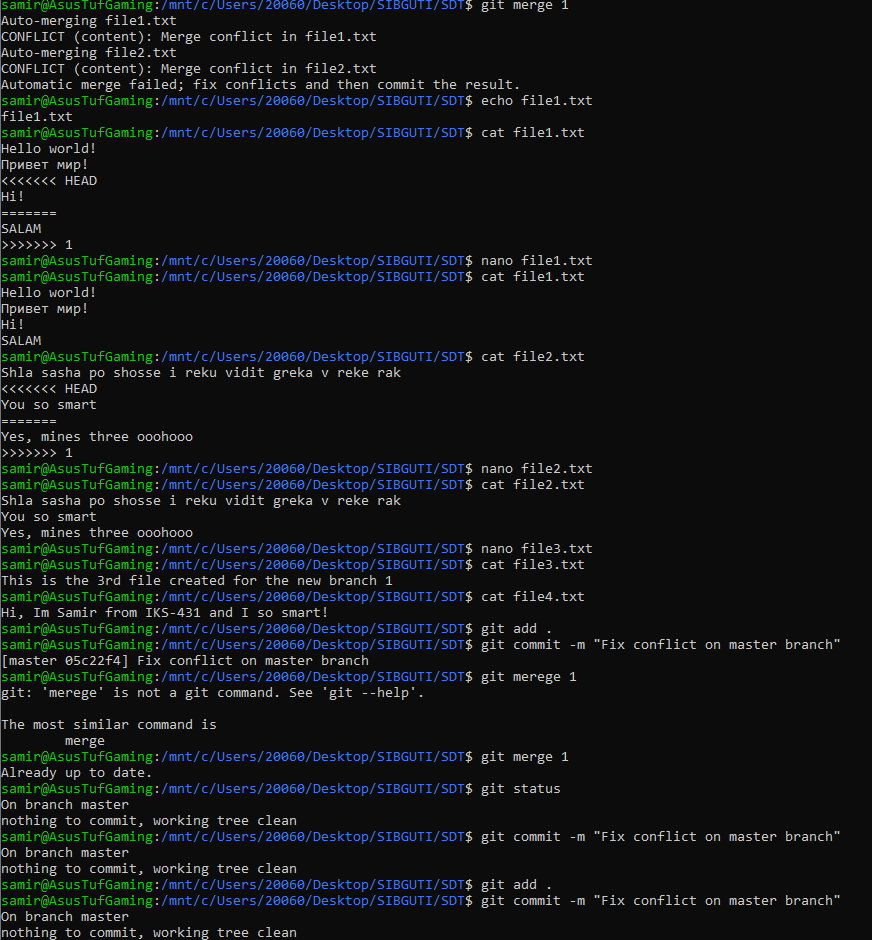 samir@AsusTufGaming:/mnt/c/Users/20060/Desktop/SIBGUTI/SDT$ git merge 1
Auto-merging file1.txt
CONFLICT (content): Merge conflict in file1.txt
Auto-merging file2.txt
CONFLICT (content): Merge conflict in file2.txt
Automatic merge failed; fix conflicts and then commit the result.
samir@AsusTufGaming:/mnt/c/Users/20060/Desktop/SIBGUTI/SDT$ echo file1.txt
file1.txt
samir@AsusTufGaming:/mnt/c/Users/20060/Desktop/SIBGUTI/SDT$ cat file1.txt
Hello world!
Привет мир!
<<<<<<< HEAD
Hi!
=======
SALAM
>>>>>>> 1
samir@AsusTufGaming:/mnt/c/Users/20060/Desktop/SIBGUTI/SDT$ nano file1.txt
samir@AsusTufGaming:/mnt/c/Users/20060/Desktop/SIBGUTI/SDT$ cat file1.txt
Hello world!
Привет мир!
Hi!
SALAM
samir@AsusTufGaming:/mnt/c/Users/20060/Desktop/SIBGUTI/SDT$ cat file2.txt
Shla sasha po shosse i reku vidit greka v reke rak
<<<<<<< HEAD
You so smart
=======
Yes, mines three ooohooo
>>>>>>> 1
samir@AsusTufGaming:/mnt/c/Users/20060/Desktop/SIBGUTI/SDT$ nano file2.txt
samir@AsusTufGaming:/mnt/c/Users/20060/Desktop/SIBGUTI/SDT$ cat file2.txt
Shla sasha po shosse i reku vidit greka v reke rak
You so smart
Yes, mines three ooohooo
samir@AsusTufGaming:/mnt/c/Users/20060/Desktop/SIBGUTI/SDT$ nano file3.txt
samir@AsusTufGaming:/mnt/c/Users/20060/Desktop/SIBGUTI/SDT$ cat file3.txt
This is the 3rd file created for the new branch 1
samir@AsusTufGaming:/mnt/c/Users/20060/Desktop/SIBGUTI/SDT$ cat file4.txt
Hi, Im Samir from IKS-431 and I so smart!
samir@AsusTufGaming:/mnt/c/Users/20060/Desktop/SIBGUTI/SDT$ git add .
samir@AsusTufGaming:/mnt/c/Users/20060/Desktop/SIBGUTI/SDT$ git commit -m "Fix conflict on master branch"
[master 05c22f4] Fix conflict on master branch
samir@AsusTufGaming:/mnt/c/Users/20060/Desktop/SIBGUTI/SDT$ git merege 1
git: 'merege' is not a git command. See 'git --help'.
The most similar command is
merge
samir@AsusTufGaming:/mnt/c/Users/20060/Desktop/SIBGUTI/SDT$ git merge 1
Already up to date.
samir@AsusTufGaming:/mnt/c/Users/20060/Desktop/SIBGUTI/SDT$ git status
On branch master
nothing to commit, working tree clean
samir@AsusTufGaming:/mnt/c/Users/20060/Desktop/SIBGUTI/SDT$ git commit -m "Fix conflict on master branch"
On branch master
nothing to commit, working tree clean
samir@AsusTufGaming:/mnt/c/Users/20060/Desktop/SIBGUTI/SDT$ git add .
samir@AsusTufGaming:/mnt/c/Users/20060/Desktop/SIBGUTI/SDT$ git commit -m "Fix conflict on master branch"
On branch master
nothing to commit, working tree clean